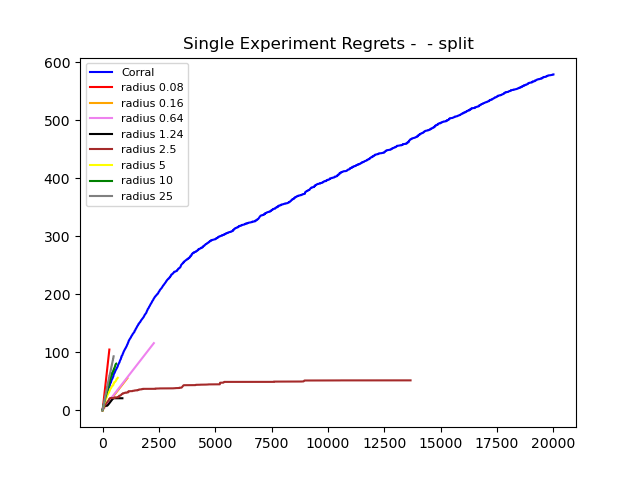 Single Experiment Regrets -  - split
600
500
400
300
200
100
0
Corral
radius 0.08
radius 0.16
radius 0.64
radius 1.24
radius 2.5
radius 5
radius 10
radius 25
0 2500 5000 7500 10000 12500 15000 17500 20000